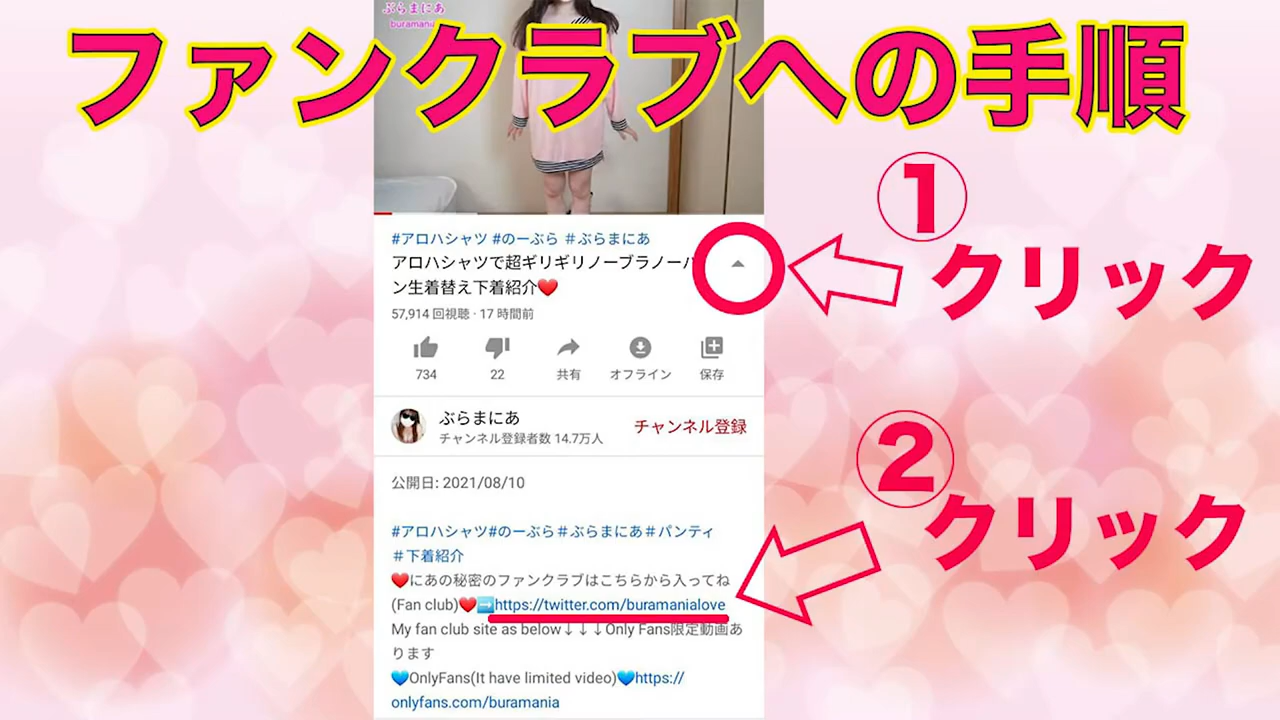 ぶらまにあ
buramania
ファンクラブへの手順
①
クリック
#アロハシャツ #のーぶら #ぶらまにあ
アロハシャツで超ギリギリノーブラノーパ
ン生着替え下着紹介❤️
57,914 回視聴・17 時間前
734
22
共有
オフライン
保存
ぶらまにあ
チャンネル登録者数 14.7万人
チャンネル登録
②
クリック
公開日: 2021/08/10
#アロハシャツ#のーぶら#ぶらまにあ#パンティ
#下着紹介
❤️にあの秘密のファンクラブはこちらから入ってね
(Fan club)❤️➡️https://twitter.com/buramanialove
My fan club site as below↓↓↓Only Fans限定動画あ
ります
💙OnlyFans(It have limited video)💙https://
onlyfans.com/buramania